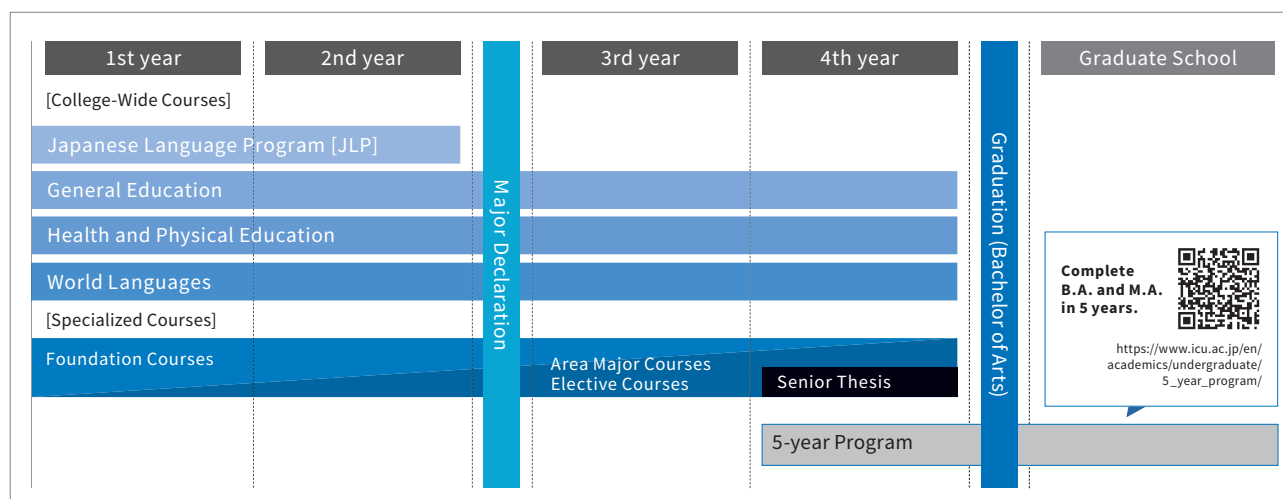 1st year
2nd year
3rd year
4th year
Graduate School
[College-Wide Courses]
Japanese Language Program [JLP]
General Education
Health and Physical Education
World Languages
[Specialized Courses]
Foundation Courses
Major Declaration
Area Major Courses
Elective Courses
Senior Thesis
5-year Program
Graduation (Bachelor of Arts)
Complete
B.A. and M.A.
in 5 years.
https://www.icu.ac.jp/en/
academics/undergraduate/
5_year_program/